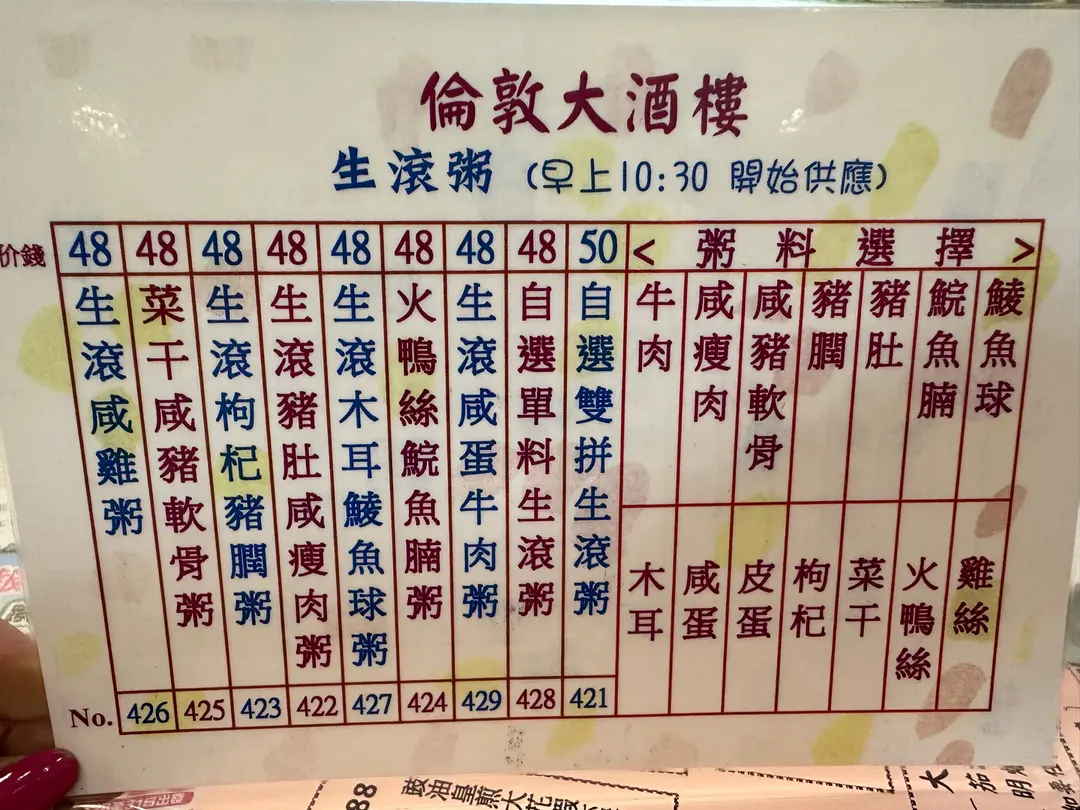 倫敦大酒樓
生滾粥 (早上10:30 開始供應)
价錢 48 48 48 48 48 48 48 48 50 < 粥料選擇 >
生滾咸雞粥
菜干咸豬軟骨粥
生滾枸杞豬膶粥
生滾豬肚咸瘦肉粥
生滾木耳鯪魚球粥
火鴨絲鯇魚腩粥
生滾咸蛋牛肉粥
自選單料生滾粥
自選雙拼生滾粥
牛肉
咸瘦肉
咸豬軟骨
豬膶
豬肚
鯇魚腩
鯪魚球
木耳
咸蛋
皮蛋
枸杞
菜干
火鴨絲
雞絲
No. 426 425 423 422 427 424 429 428 421
88